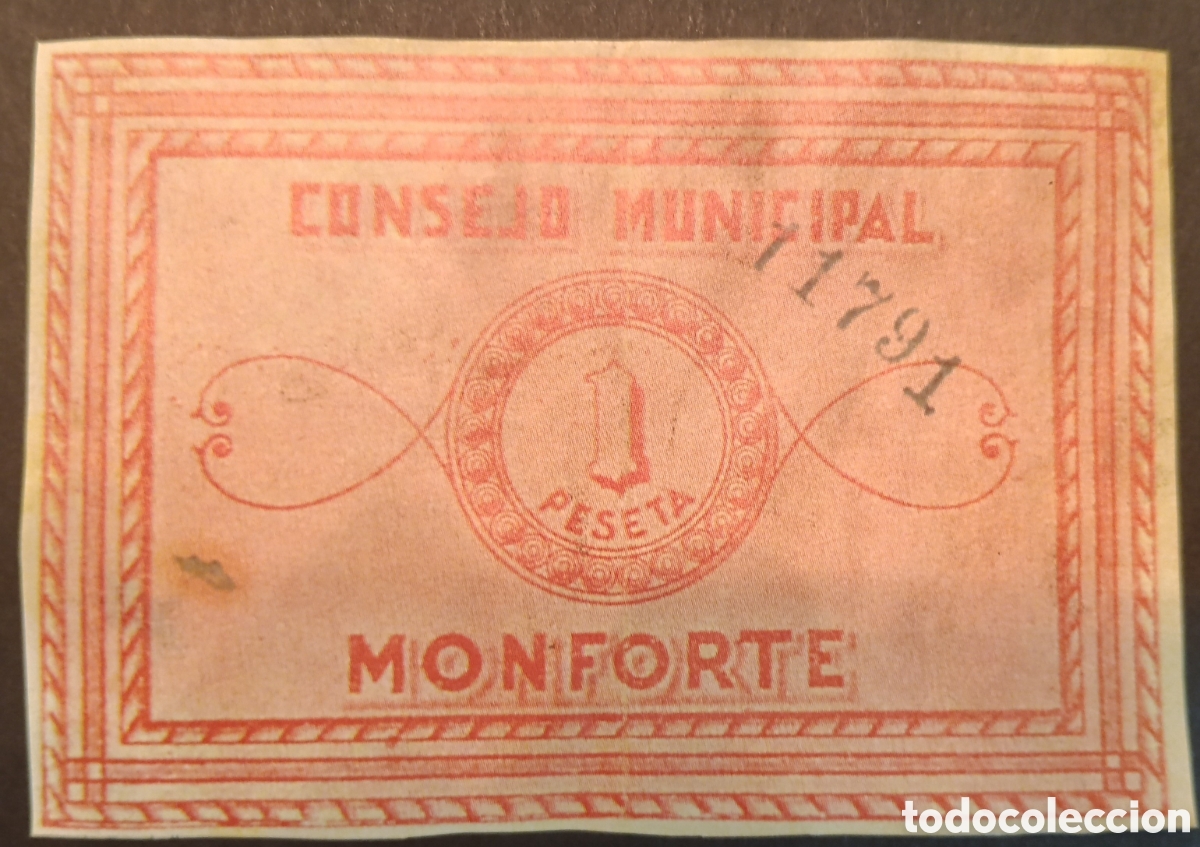 CONSEJO MUNICIPAL
11791
1
PESETA
MONFORTE
todocoleccion